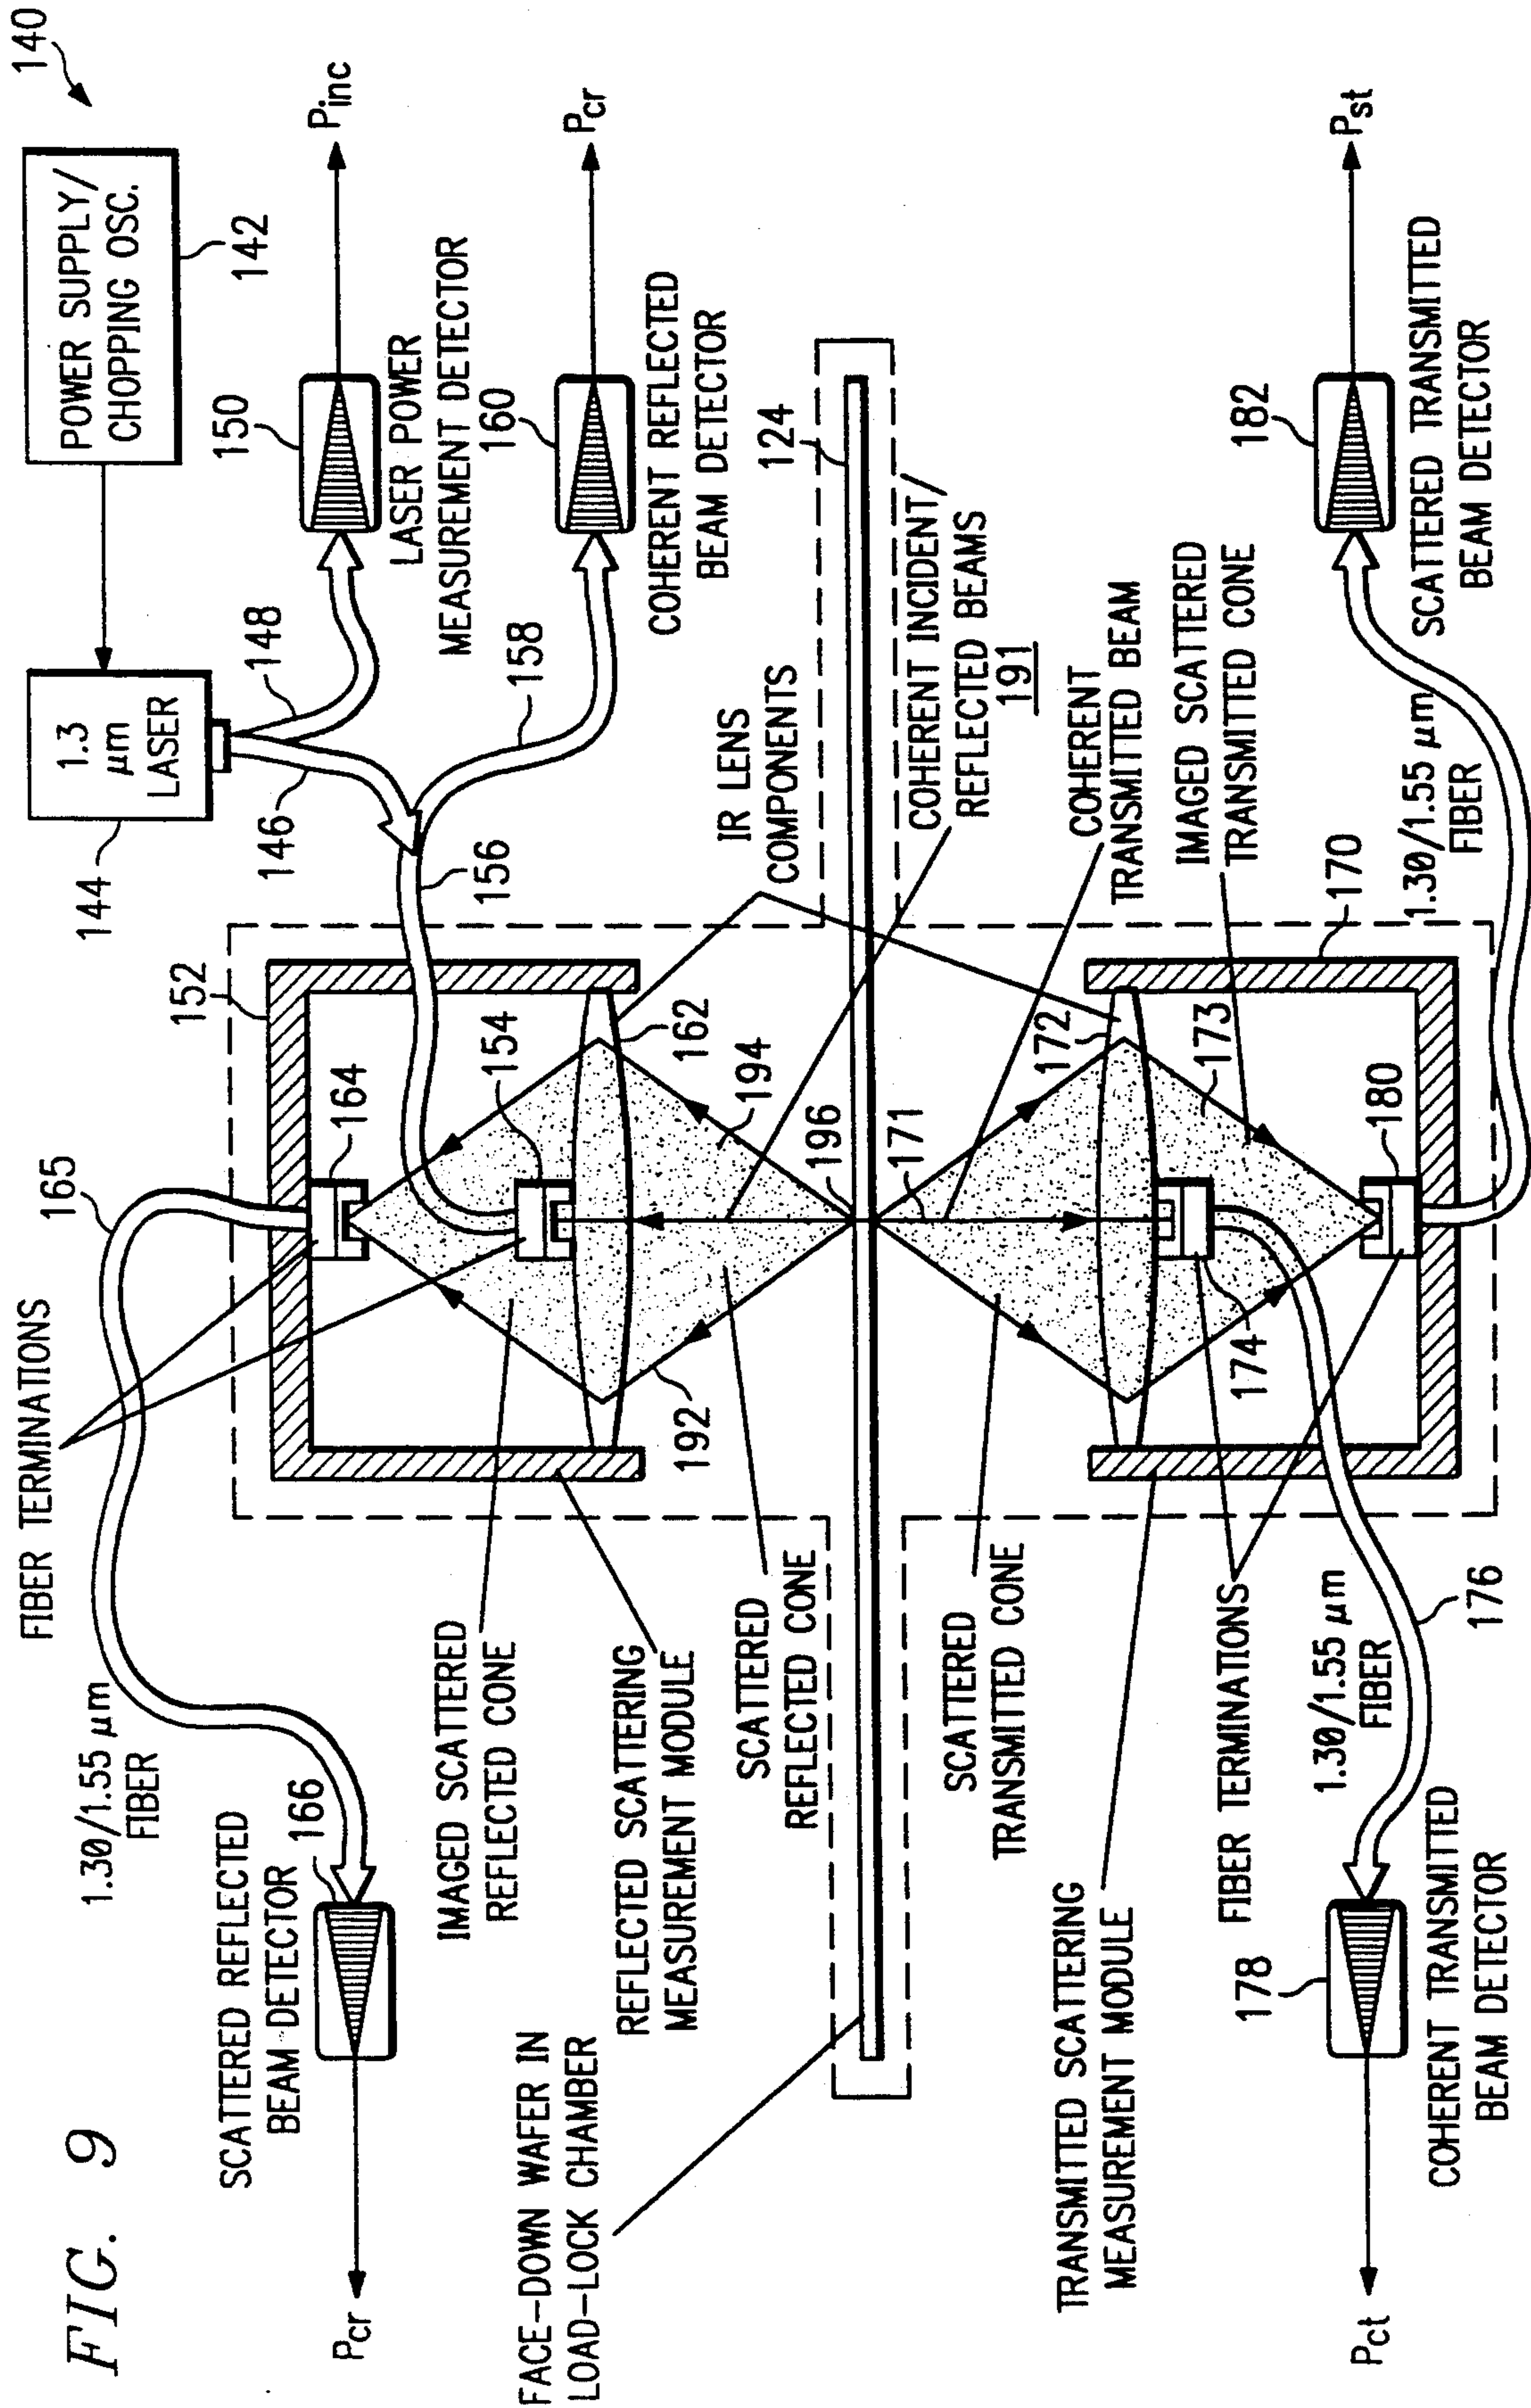 FIG. 9
140
POWER SUPPLY/
CHOPPING OSC.
142
1.3
μm
LASER
144
146
148
150
Pinc
LASER POWER
MEASUREMENT DETECTOR
156
158
160
Pcr
COHERENT REFLECTED
BEAM DETECTOR
FIBER TERMINATIONS
165
164
152
154
162
1.30/1.55 μm
FIBER
SCATTERED REFLECTED
BEAM DETECTOR
166
Pcr
IMAGED SCATTERED
REFLECTED CONE
REFLECTED SCATTERING
MEASUREMENT MODULE
SCATTERED
REFLECTED CONE
192
194
196
IR LENS
COMPONENTS
124
COHERENT INCIDENT/
REFLECTED BEAMS
191
FACE-DOWN WAFER IN
LOAD-LOCK CHAMBER
SCATTERED
TRANSMITTED CONE
171
172
173
174
COHERENT
TRANSMITTED BEAM
IMAGED SCATTERED
TRANSMITTED CONE
170
180
TRANSMITTED SCATTERING
MEASUREMENT MODULE
FIBER TERMINATIONS
1.30/1.55 μm
FIBER
176
178
COHERENT TRANSMITTED
BEAM DETECTOR
Pct
1.30/1.55 μm
FIBER
182
SCATTERED TRANSMITTED
BEAM DETECTOR
Pst